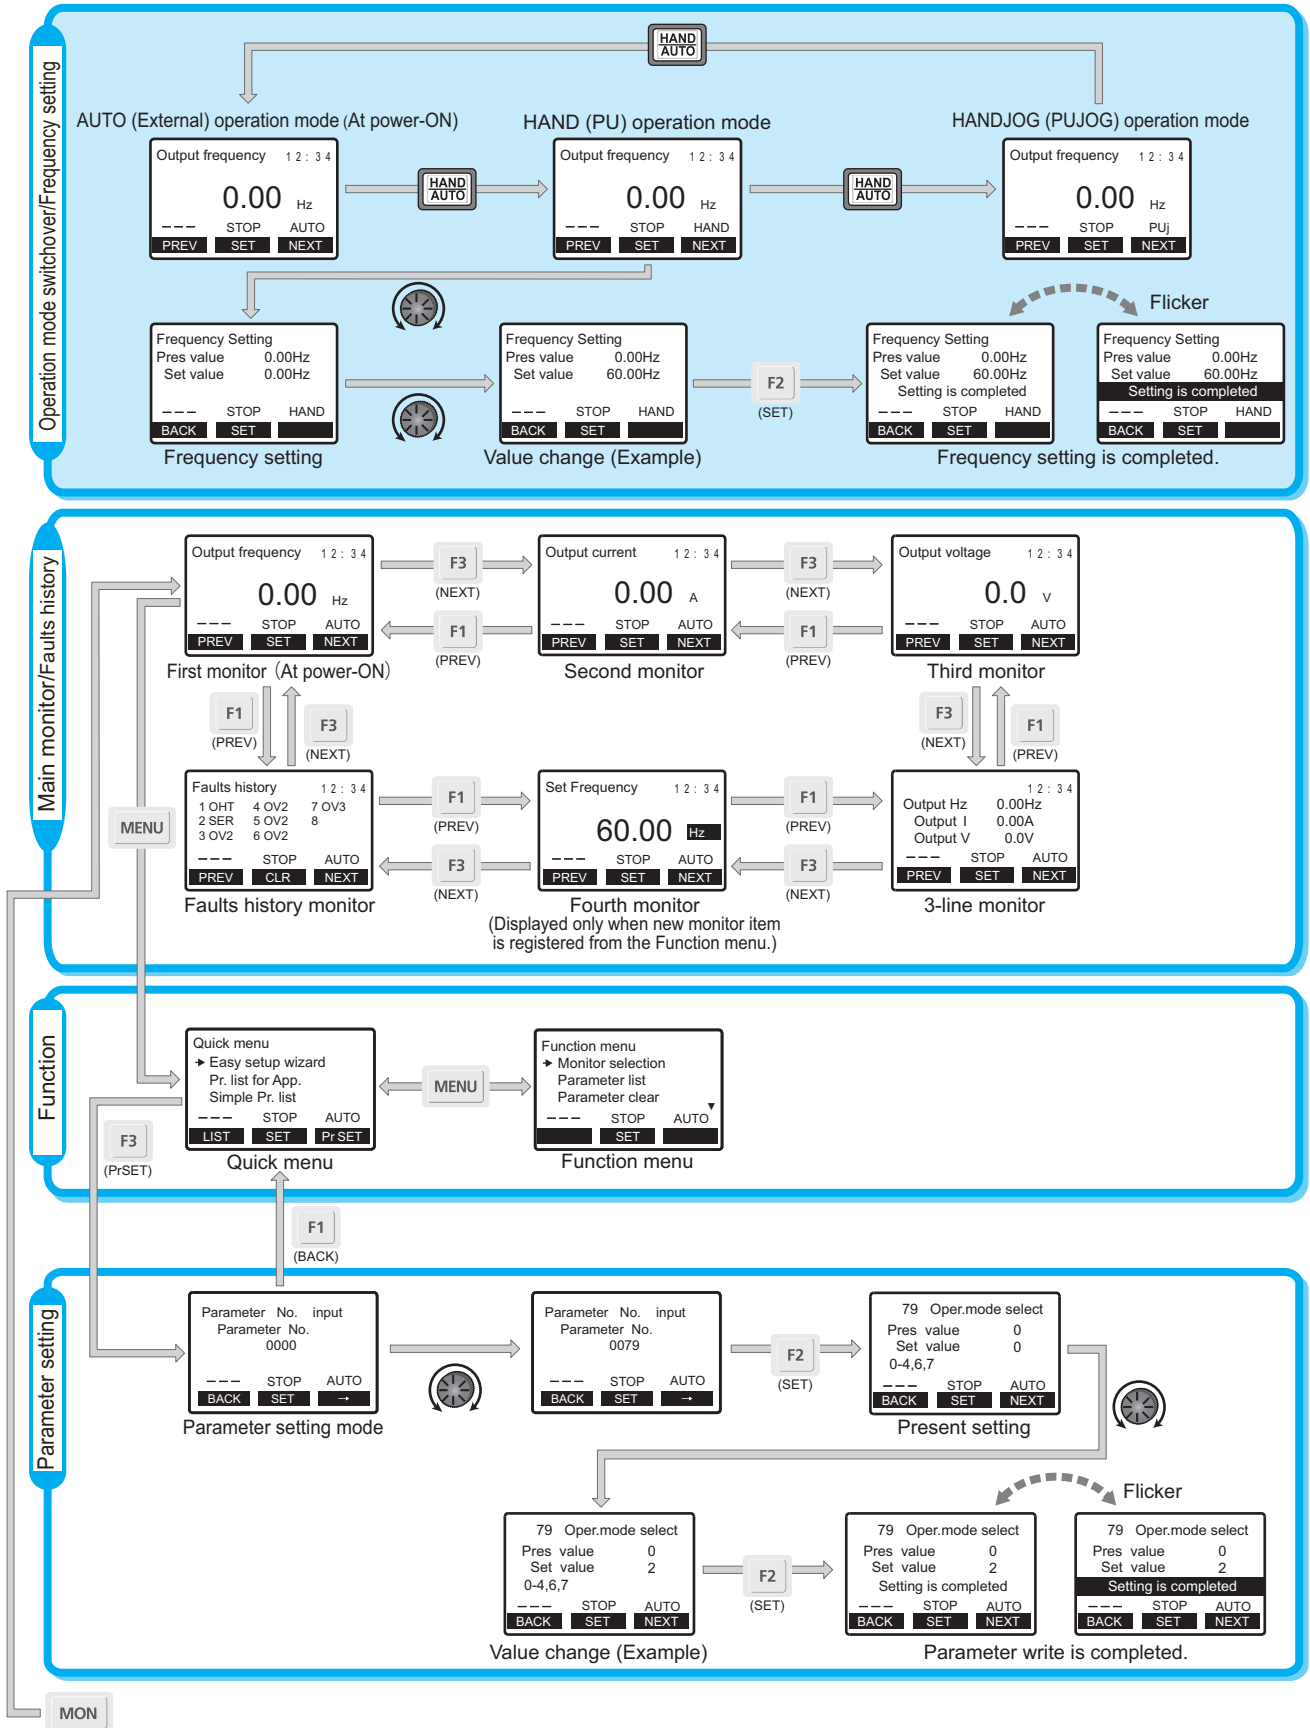 Operation mode switchover/Frequency setting
HAND
AUTO
AUTO (External) operation mode (At power-ON)
HAND (PU) operation mode
HANDJOG (PUJOG) operation mode
Output frequency 12:34
0.00 Hz
--- STOP AUTO
PREV SET NEXT
HAND
AUTO
Output frequency 12:34
0.00 Hz
--- STOP HAND
PREV SET NEXT
HAND
AUTO
Output frequency 12:34
0.00 Hz
--- STOP PUj
PREV SET NEXT
Frequency Setting
Pres value 0.00Hz
Set value 0.00Hz
--- STOP HAND
BACK SET
Frequency setting
Frequency Setting
Pres value 0.00Hz
Set value 60.00Hz
--- STOP HAND
BACK SET
Value change (Example)
F2
(SET)
Frequency Setting
Pres value 0.00Hz
Set value 60.00Hz
Setting is completed
--- STOP HAND
BACK SET
Flicker
Frequency Setting
Pres value 0.00Hz
Set value 60.00Hz
Setting is completed
--- STOP HAND
BACK SET
Frequency setting is completed.
Main monitor/Faults history
Output frequency 12:34
0.00 Hz
--- STOP AUTO
PREV SET NEXT
First monitor (At power-ON)
F3
(NEXT)
F1
(PREV)
Output current 12:34
0.00 A
--- STOP AUTO
PREV SET NEXT
Second monitor
F3
(NEXT)
F1
(PREV)
Output voltage 12:34
0.0 V
--- STOP AUTO
PREV SET NEXT
Third monitor
F1
(PREV)
F3
(NEXT)
F3
(NEXT)
F1
(PREV)
MENU
Faults history 12:34
1 OHT 4 OV2 7 OV3
2 SER 5 OV2 8
3 OV2 6 OV2
--- STOP AUTO
PREV CLR NEXT
Faults history monitor
F1
(PREV)
F3
(NEXT)
Set Frequency 12:34
60.00 Hz
--- STOP AUTO
PREV SET NEXT
Fourth monitor
(Displayed only when new monitor item
is registered from the Function menu.)
F1
(PREV)
F3
(NEXT)
12:34
Output Hz 0.00Hz
Output I 0.00A
Output V 0.0V
--- STOP AUTO
PREV SET NEXT
3-line monitor
Function
Quick menu
➔ Easy setup wizard
Pr. list for App.
Simple Pr. list
--- STOP AUTO
LIST SET PrSET
Quick menu
MENU
Function menu
➔ Monitor selection
Parameter list
Parameter clear
▼
--- STOP AUTO
SET
Function menu
F3
(PrSET)
F1
(BACK)
Parameter setting
Parameter No. input
Parameter No.
0000
--- STOP AUTO
BACK SET →
Parameter setting mode
Parameter No. input
Parameter No.
0079
--- STOP AUTO
BACK SET →
F2
(SET)
79 Oper.mode select
Pres value 0
Set value 0
0-4,6,7
--- STOP AUTO
BACK SET NEXT
Present setting
79 Oper.mode select
Pres value 0
Set value 2
0-4,6,7
--- STOP AUTO
BACK SET NEXT
Value change (Example)
F2
(SET)
79 Oper.mode select
Pres value 0
Set value 2
Setting is completed
--- STOP AUTO
BACK SET NEXT
Flicker
79 Oper.mode select
Pres value 0
Set value 2
Setting is completed
--- STOP AUTO
BACK SET NEXT
Parameter write is completed.
MON